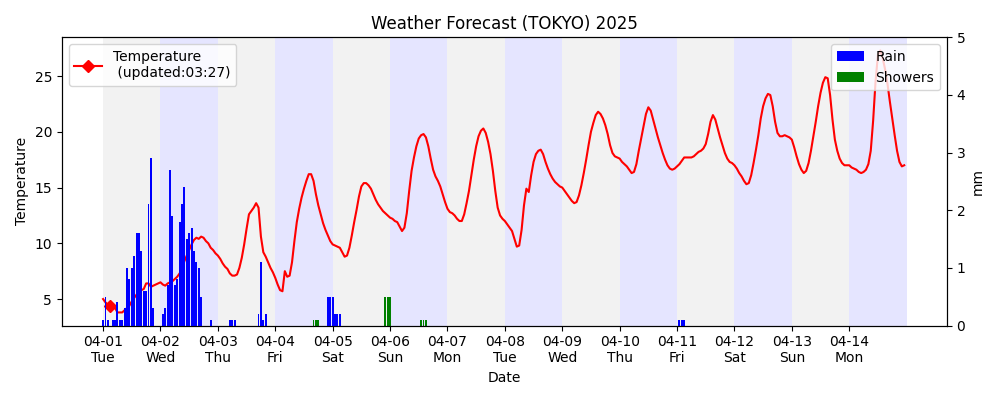 Weather Forecast (TOKYO) 2025
Temperature
(updated:03:27)
Rain
Showers
Temperature
25
20
15
10
5
mm
5
4
3
2
1
0
04-01 04-02 04-03 04-04 04-05 04-06 04-07 04-08 04-09 04-10 04-11 04-12 04-13 04-14
Tue Wed Thu Fri Sat Sun Mon Tue Wed Thu Fri Sat Sun Mon
Date